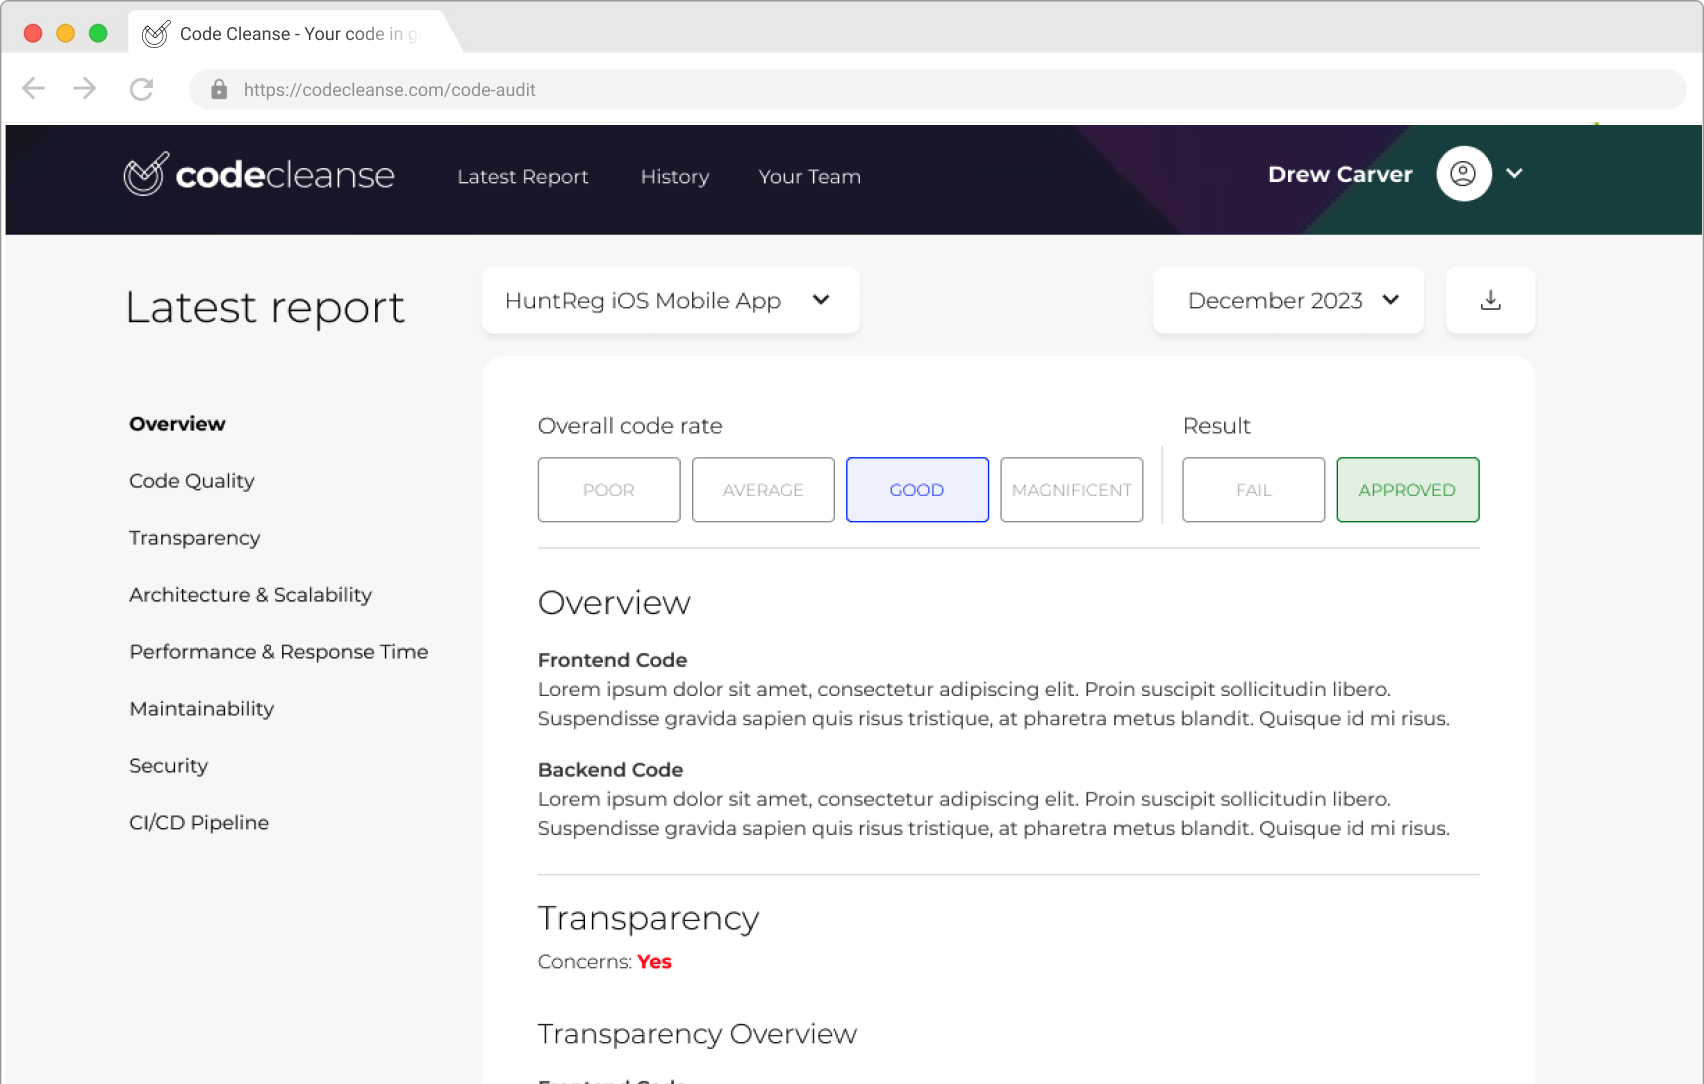 Code Cleanse - Your code in g
https://codecleanse.com/code-audit
codecleanse
Latest Report
History
Your Team
Drew Carver
Latest report
HuntReg iOS Mobile App
December 2023
Overview
Code Quality
Transparency
Architecture & Scalability
Performance & Response Time
Maintainability
Security
CI/CD Pipeline
Overall code rate
POOR
AVERAGE
GOOD
MAGNIFICENT
Result
FAIL
APPROVED
Overview
Frontend Code
Lorem ipsum dolor sit amet, consectetur adipiscing elit. Proin suscipit sollicitudin libero.
Suspendisse gravida sapien quis risus tristique, at pharetra metus blandit. Quisque id mi risus.
Backend Code
Lorem ipsum dolor sit amet, consectetur adipiscing elit. Proin suscipit sollicitudin libero.
Suspendisse gravida sapien quis risus tristique, at pharetra metus blandit. Quisque id mi risus.
Transparency
Concerns: Yes
Transparency Overview
Frontend Code